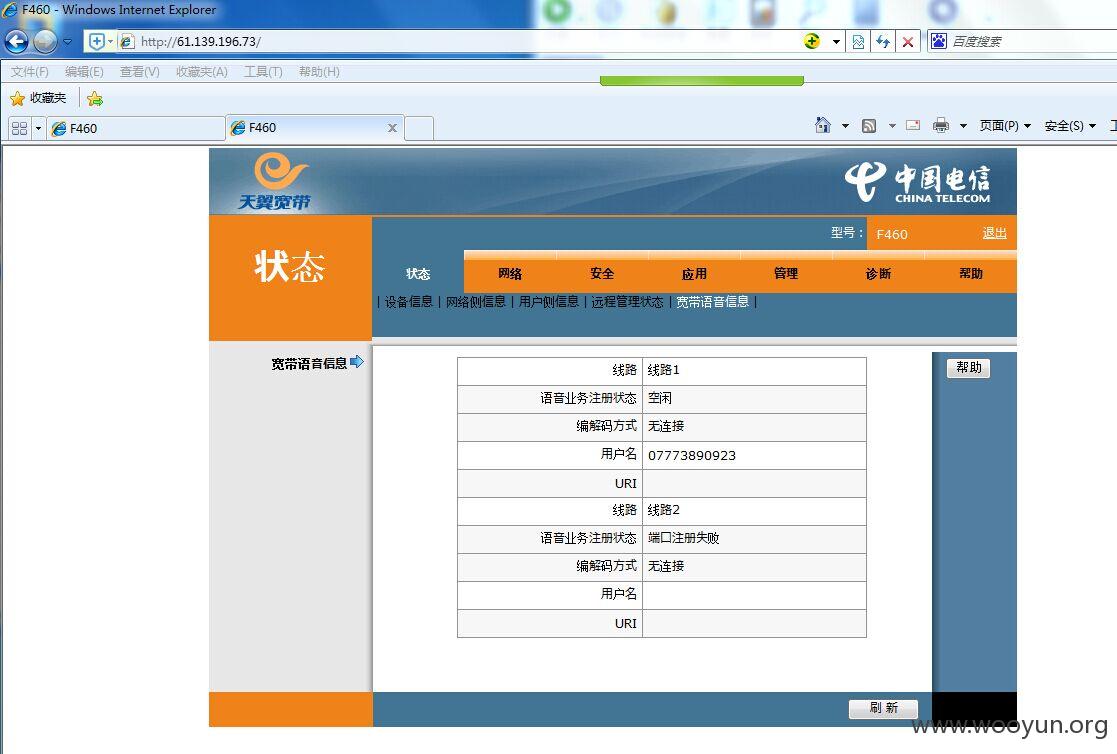 F460 - Windows Internet Explorer
http://61.139.196.73/
百度搜索
文件(F) 编辑(E) 查看(V) 收藏夹(A) 工具(T) 帮助(H)
收藏夹
F460 F460 页面(P) 安全(S)
天翼宽带
中国电信
CHINA TELECOM
型号： F460 退出
状态
状态 网络 安全 应用 管理 诊断 帮助
| 设备信息 | 网络侧信息 | 用户侧信息 | 远程管理状态 | 宽带语音信息 |
宽带语音信息
帮助
线路 线路1
语音业务注册状态 空闲
编解码方式 无连接
用户名 07773890923
URI
线路 线路2
语音业务注册状态 端口注册失败
编解码方式 无连接
用户名
URI
刷 新
www.wooyun.org